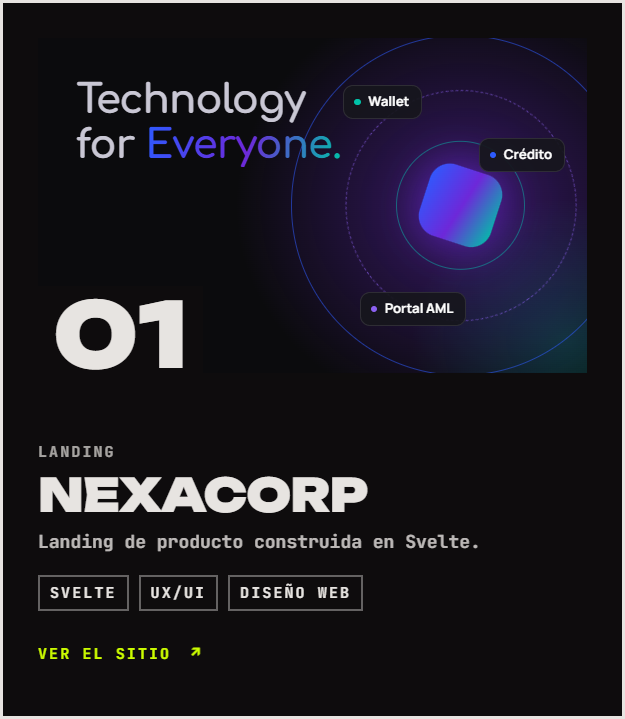 Technology
for Everyone.
Wallet
Crédito
Portal AML
01
LANDING
NEXACORP
Landing de producto construida en Svelte.
SVELTE
UX/UI
DISEÑO WEB
VER EL SITIO ↗